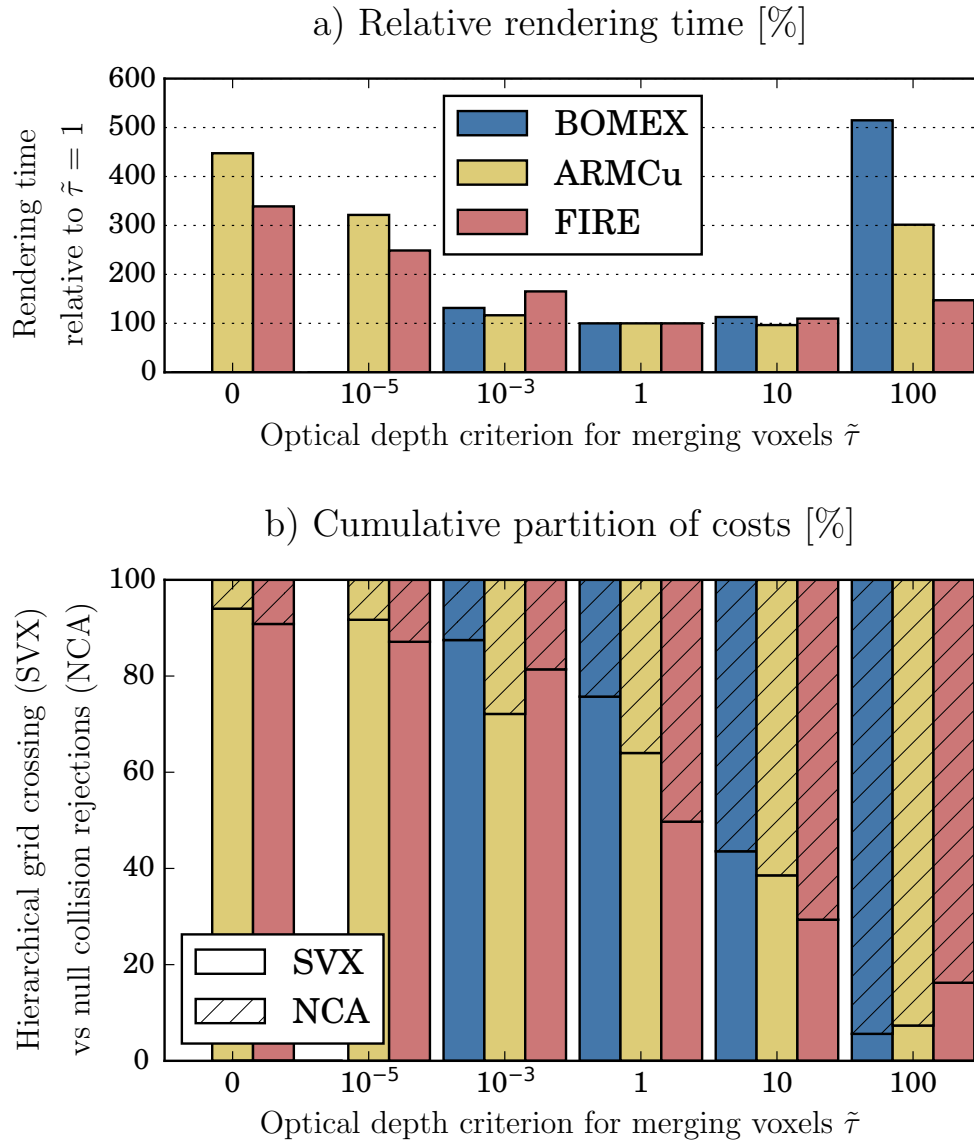 a) Relative rendering time [%]
Rendering time
relative to τ̃ = 1
600
500
400
300
200
100
0
BOMEX
ARMCu
FIRE
0 10⁻⁵ 10⁻³ 1 10 100
Optical depth criterion for merging voxels τ̃
b) Cumulative partition of costs [%]
Hierarchical grid crossing (SVX)
vs null collision rejections (NCA)
100
80
60
40
20
0
SVX
NCA
0 10⁻⁵ 10⁻³ 1 10 100
Optical depth criterion for merging voxels τ̃